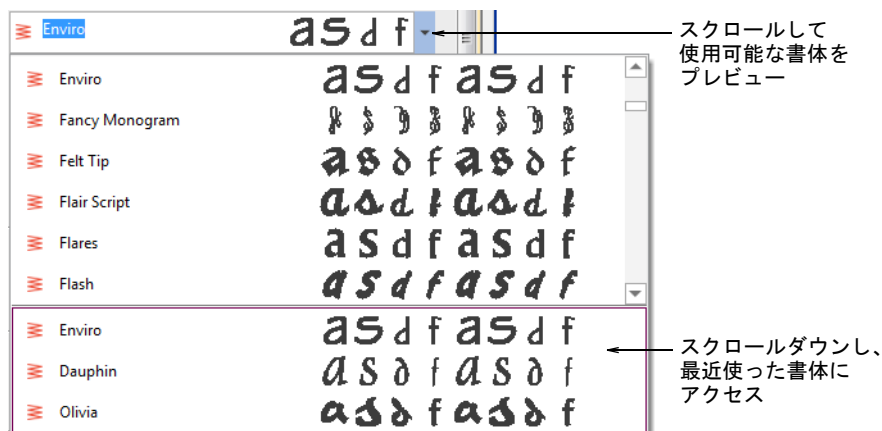 Enviro asdf
スクロールして
使用可能な書体を
プレビュー
Enviro asdfasdf
Fancy Monogram
Felt Tip asdfasdf
Flair Script asdfasdf
Flares asdfasdf
Flash asdfasdf
Enviro asdfasdf
Dauphin asdfasdf
Olivia asdfasdf
スクロールダウンし、
最近使った書体に
アクセス